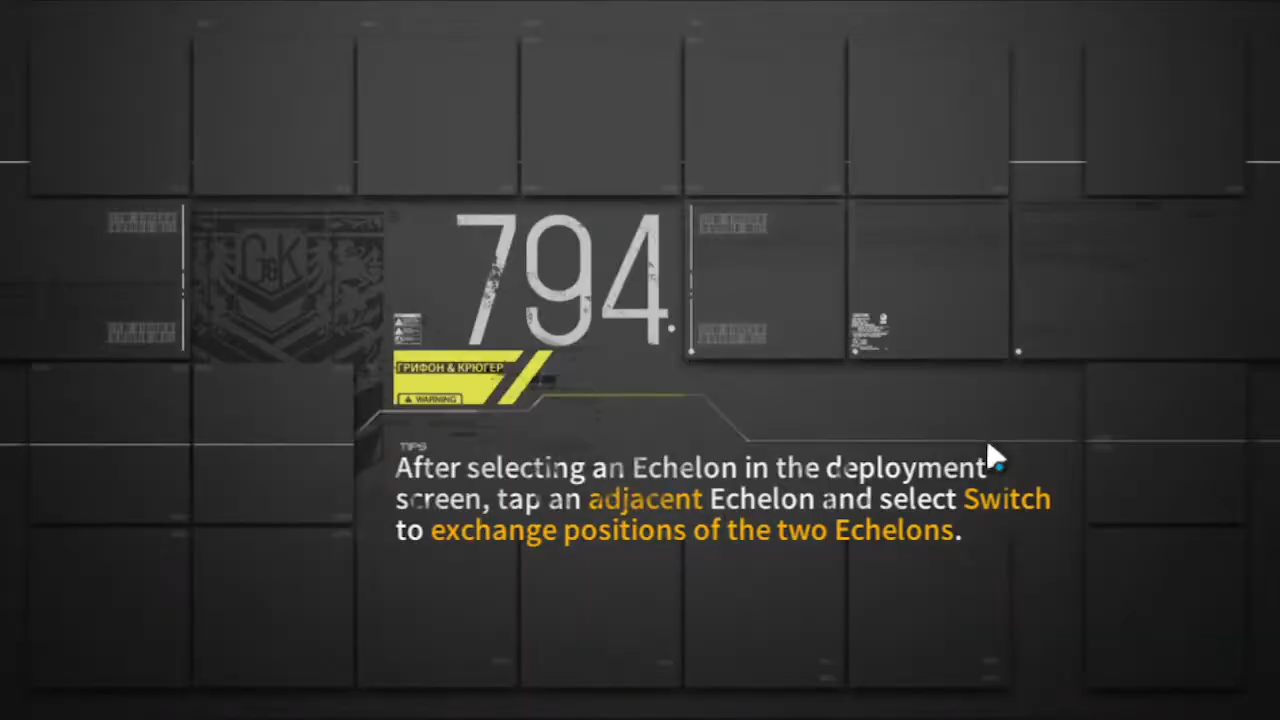 G&K
794.
ГРИФОН & КРЮГЕР
WARNING
TIPS
After selecting an Echelon in the deployment
screen, tap an adjacent Echelon and select Switch
to exchange positions of the two Echelons.